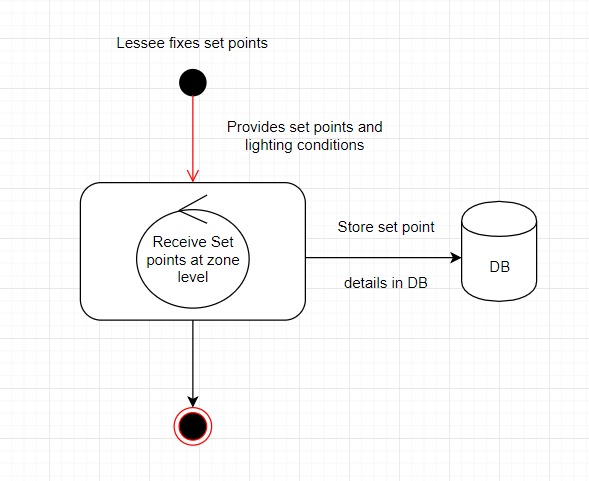 Lessee fixes set points
Provides set points and
lighting conditions
Receive Set
points at zone
level
Store set point
details in DB
DB